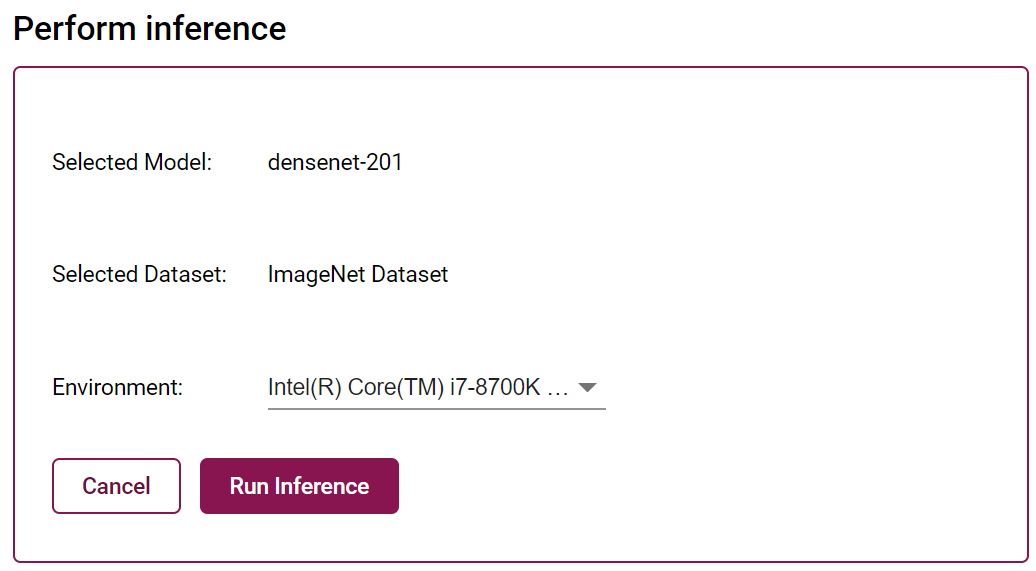 Perform inference
Selected Model: densenet-201
Selected Dataset: ImageNet Dataset
Environment: Intel(R) Core(TM) i7-8700K ...
Cancel Run Inference